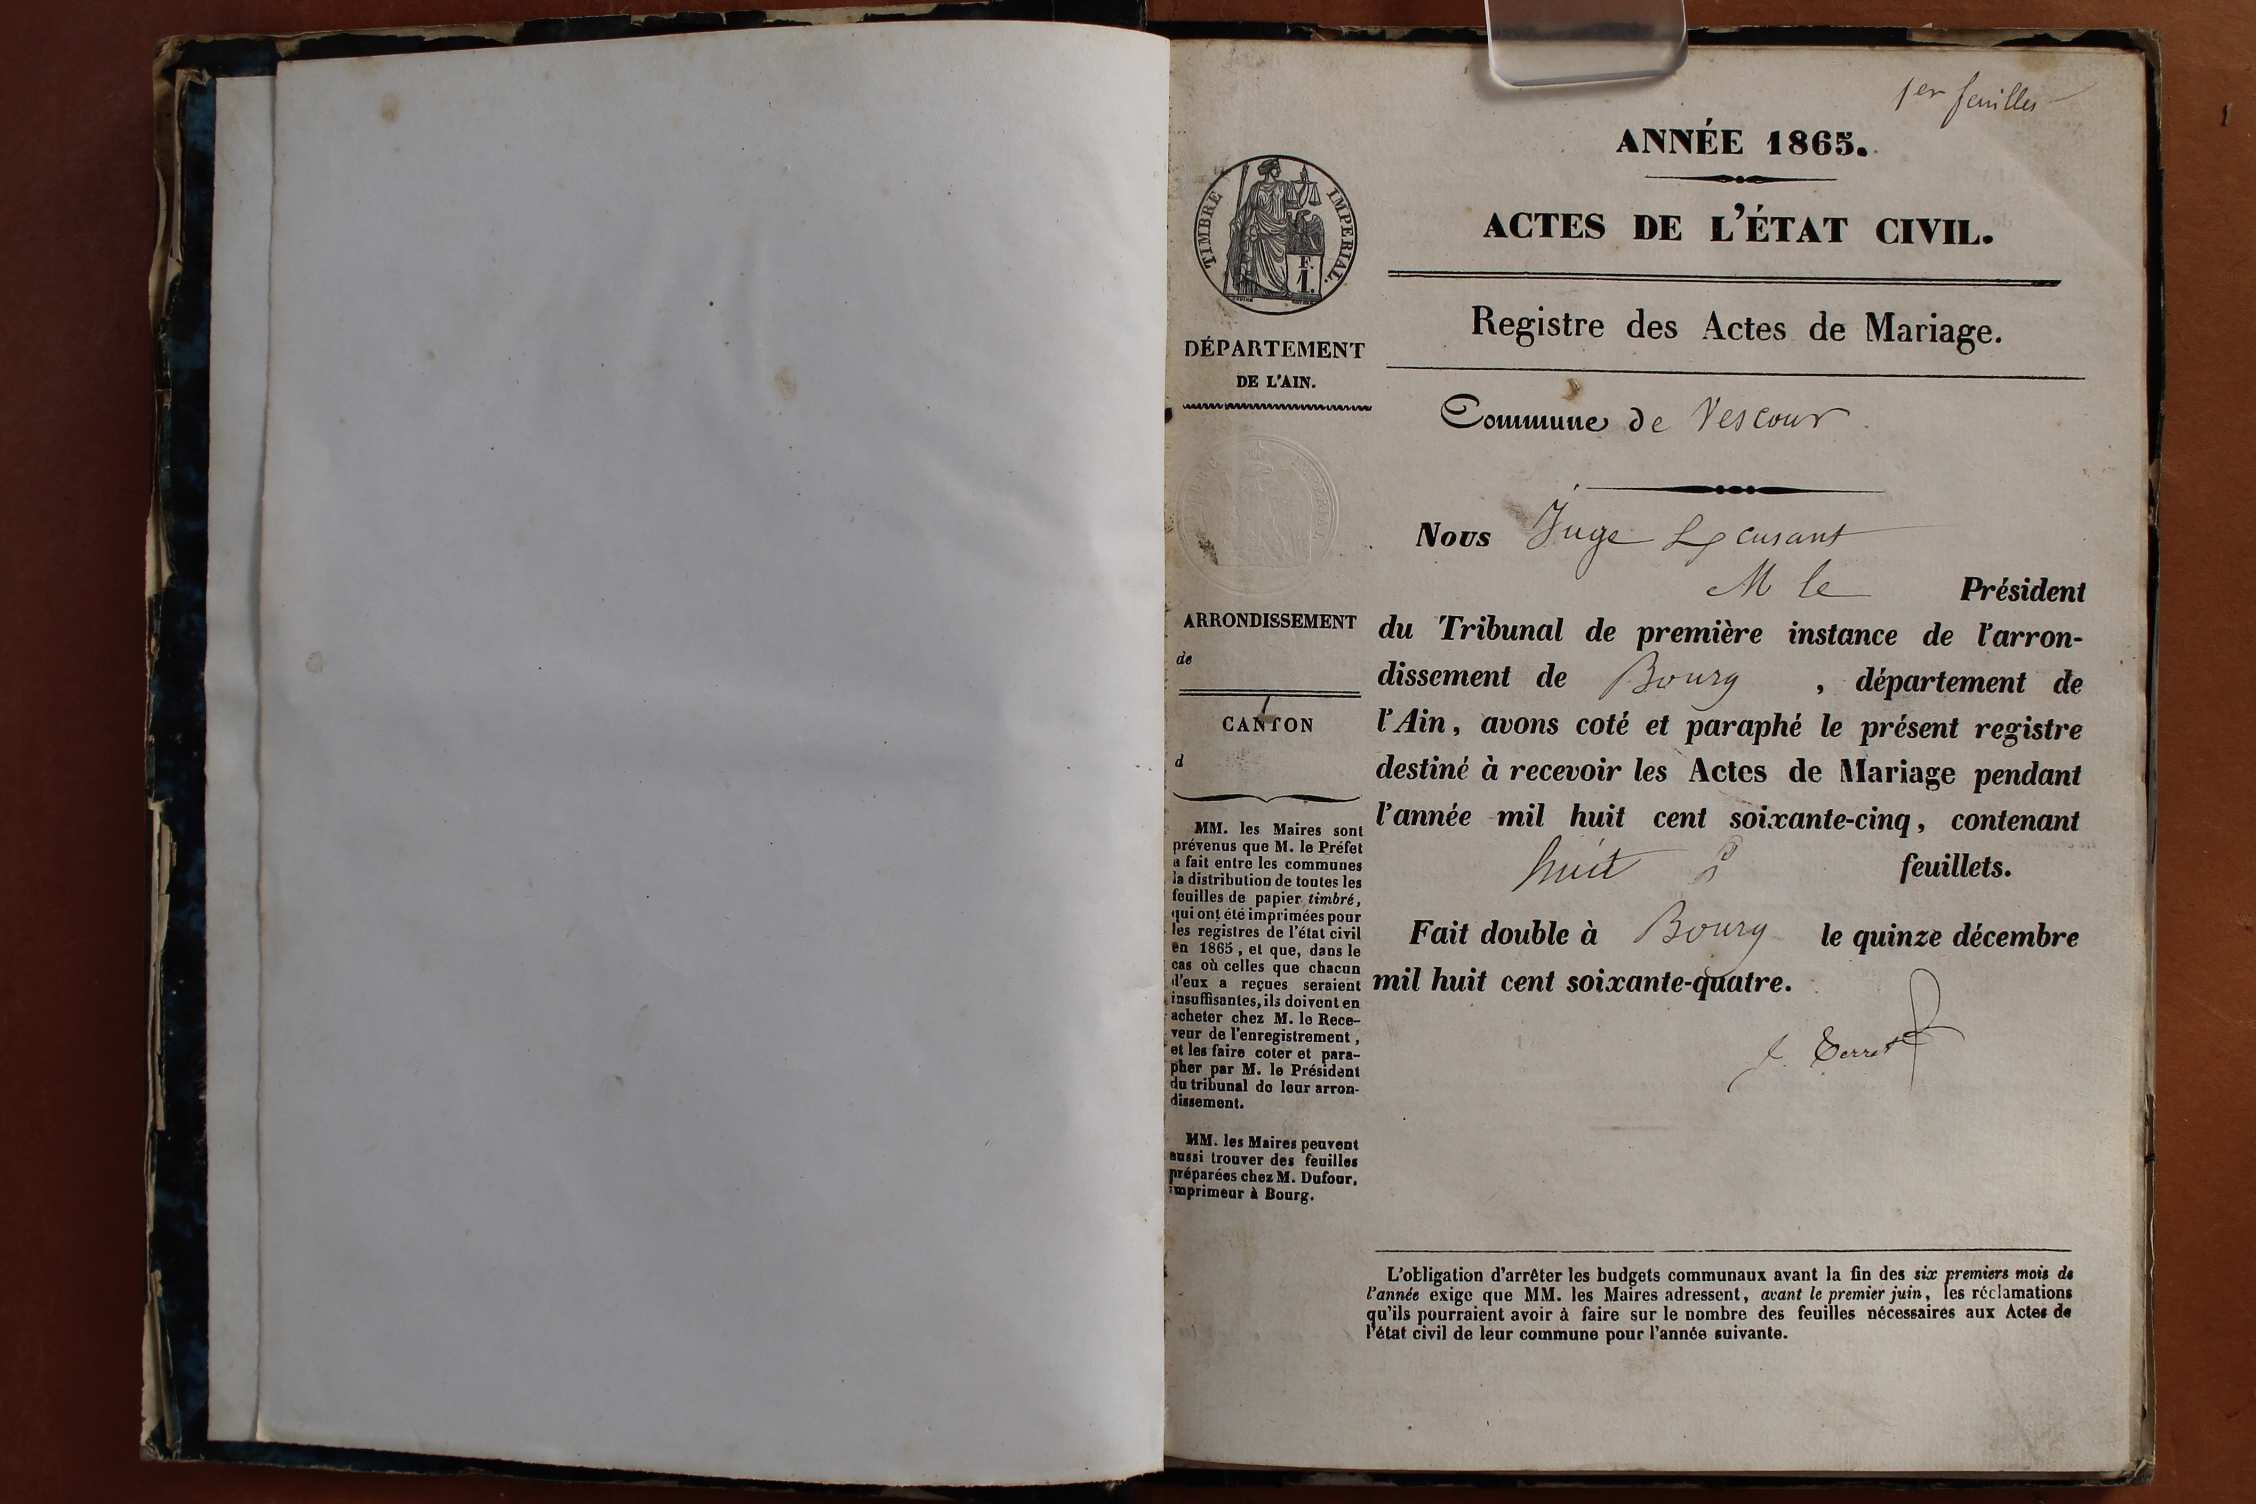 1er feuillet
ANNÉE 1865.
ACTES DE L'ÉTAT CIVIL.
Registre des Actes de Mariage.
Commune de Vescour
TIMBRE IMPERIAL.
F.
1.
DÉPARTEMENT
DE L'AIN.
ARRONDISSEMENT
de
CANTON
d
MM. les Maires sont
prévenus que M. le Préfet
a fait entre les communes
la distribution de toutes les
feuilles de papier timbré,
qui ont été imprimées pour
les registres de l'état civil
en 1865, et que, dans le
cas où celles que chacun
d'eux a reçues seraient
insuffisantes, ils doivent en
acheter chez M. le Rece-
veur de l'enregistrement,
et les faire coter et para-
pher par M. le Président
du tribunal de leur arron-
dissement.
MM. les Maires peuvent
aussi trouver des feuilles
préparées chez M. Dufour,
imprimeur à Bourg.
Nous Juge
M le Président
du Tribunal de première instance de l'arron-
dissement de Bourg, département de
l'Ain, avons coté et paraphé le présent registre
destiné à recevoir les Actes de Mariage pendant
l'année mil huit cent soixante-cinq, contenant
huit feuillets.
Fait double à Bourg le quinze décembre
mil huit cent soixante-quatre.
L'obligation d'arrêter les budgets communaux avant la fin des six premiers mois de
l'année exige que MM. les Maires adressent, avant le premier juin, les réclamations
qu'ils pourraient avoir à faire sur le nombre des feuilles nécessaires aux Actes de
l'état civil de leur commune pour l'année suivante.